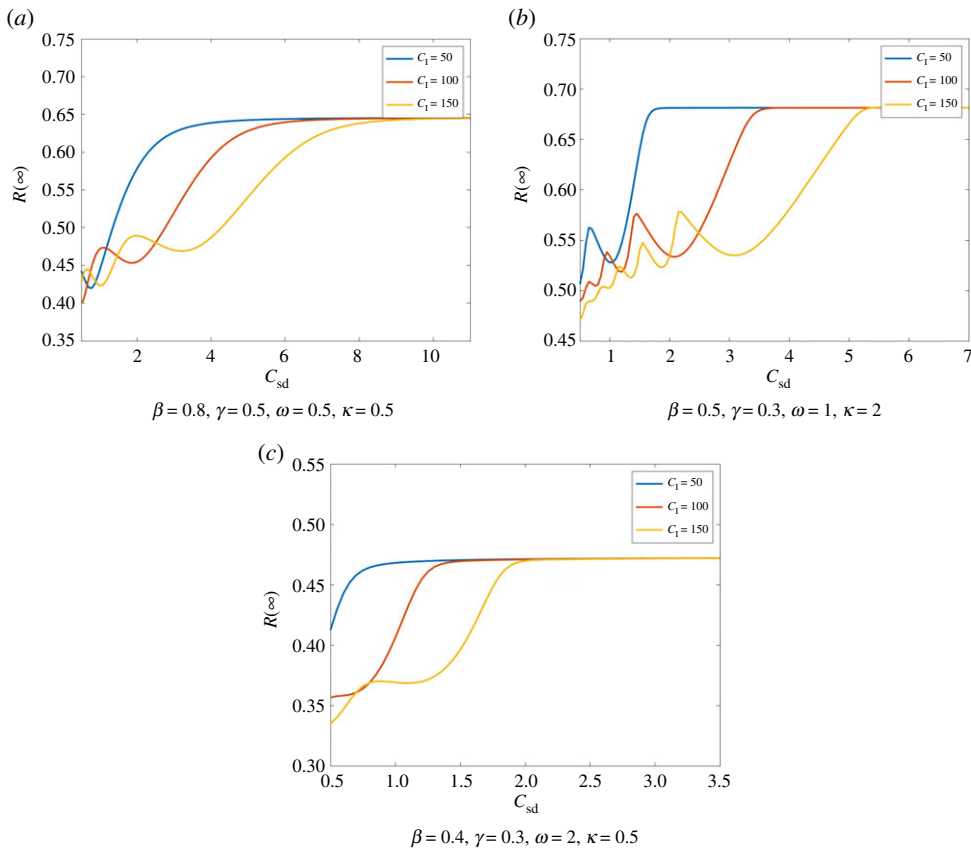 (a)
0.75
0.70
0.65
0.60
0.55
0.50
0.45
0.40
0.35
R(∞)
C_I = 50
C_I = 100
C_I = 150
2 4 6 8 10
C_sd
β = 0.8, γ = 0.5, ω = 0.5, κ = 0.5
(b)
0.75
0.70
0.65
0.60
0.55
0.50
0.45
R(∞)
C_I = 50
C_I = 100
C_I = 150
1 2 3 4 5 6 7
C_sd
β = 0.5, γ = 0.3, ω = 1, κ = 2
(c)
0.55
0.50
0.45
0.40
0.35
0.30
R(∞)
C_I = 50
C_I = 100
C_I = 150
0.5 1.0 1.5 2.0 2.5 3.0 3.5
C_sd
β = 0.4, γ = 0.3, ω = 2, κ = 0.5